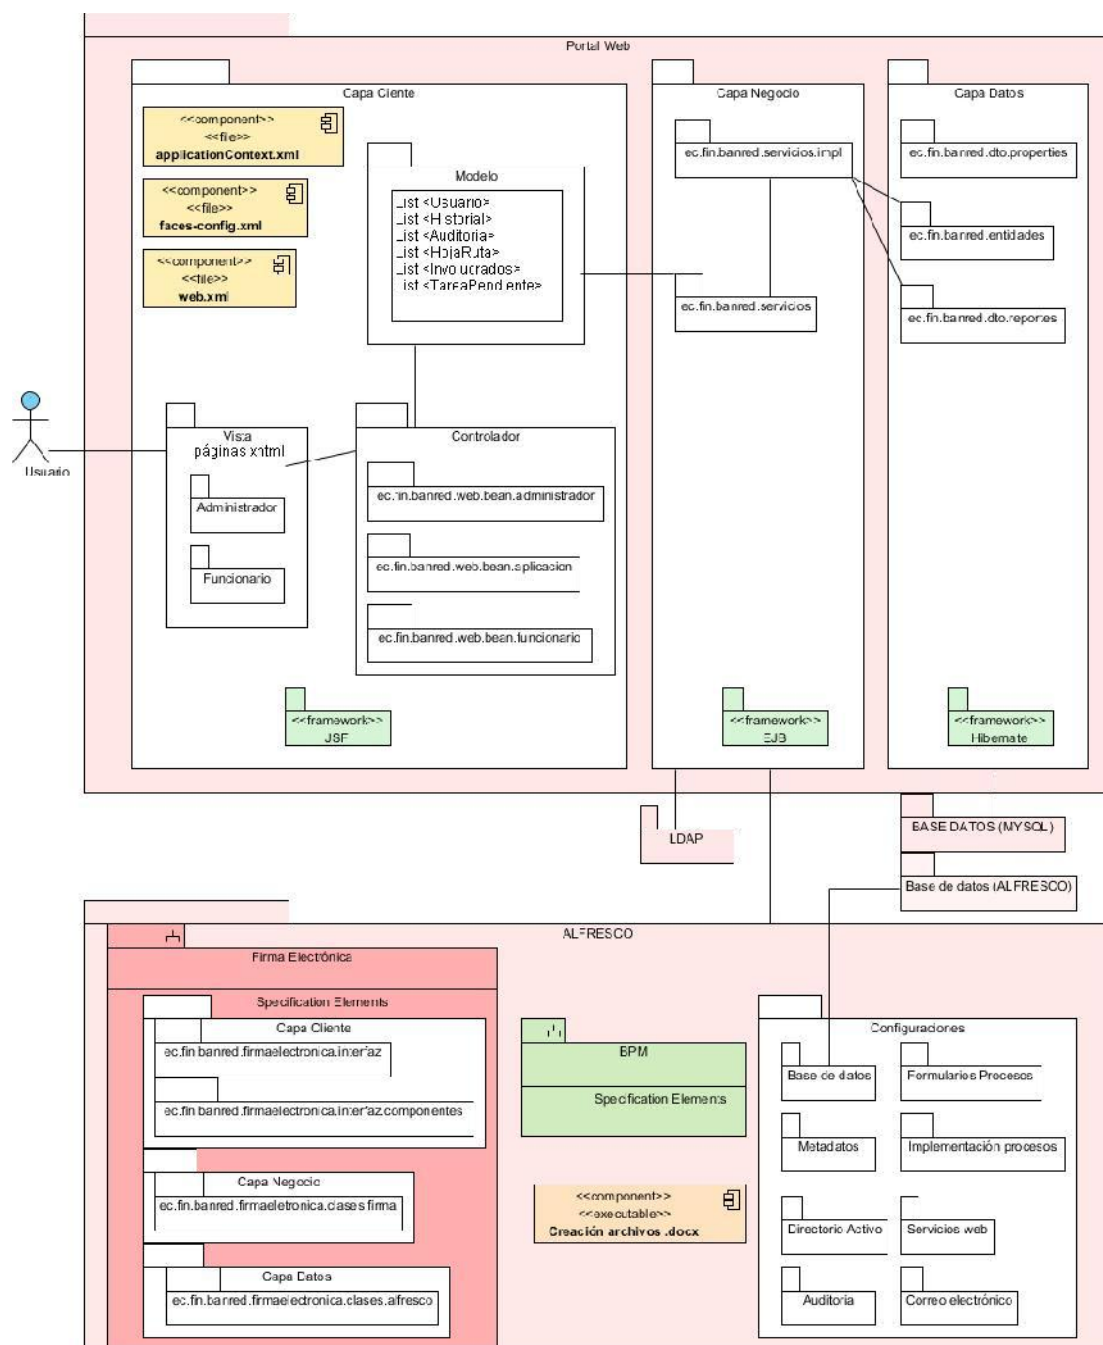 Portal Web
Capa Cliente
<<component>>
<<file>>
applicationContext.xml
<<component>>
<<file>>
faces-config.xml
<<component>>
<<file>>
web.xml
Modelo
List <Usuario>
List <Historial>
List <Auditoria>
List <HojaRuta>
List <Involucrados>
List <TareaPendiente>
Usuario
Vista
páginas xhtml
Administrador
Funcionario
Controlador
ec.fin.banred.web.bean.administrador
ec.fin.banred.web.bean.aplicacion
ec.fin.banred.web.bean.funcionario
<<framework>>
JSF
Capa Negocio
ec.fin.banred.servicios.impl
ec.fin.banred.servicios
<<framework>>
EJB
Capa Datos
ec.fin.banred.dto.properties
ec.fin.banred.entidades
ec.fin.banred.dto.reportes
<<framework>>
Hibernate
LDAP
BASE DATOS (MYSQL)
Base de datos (ALFRESCO)
ALFRESCO
Firma Electrónica
Specification Elements
Capa Cliente
ec.fin.banred.firmaelectronica.interfaz
ec.fin.banred.firmaelectronica.interfaz.componentes
Capa Negocio
ec.fin.banred.firmaeletronica.clases firma
Capa Datos
ec.fin.banred.firmaelectronica.clases.alfresco
BPM
Specification Elements
<<component>>
<<executable>>
Creación archivos .docx
Configuraciones
Base de datos
Formularios Procesos
Metadatos
Implementación procesos
Directorio Activo
Servicios web
Auditoria
Correo electrónico